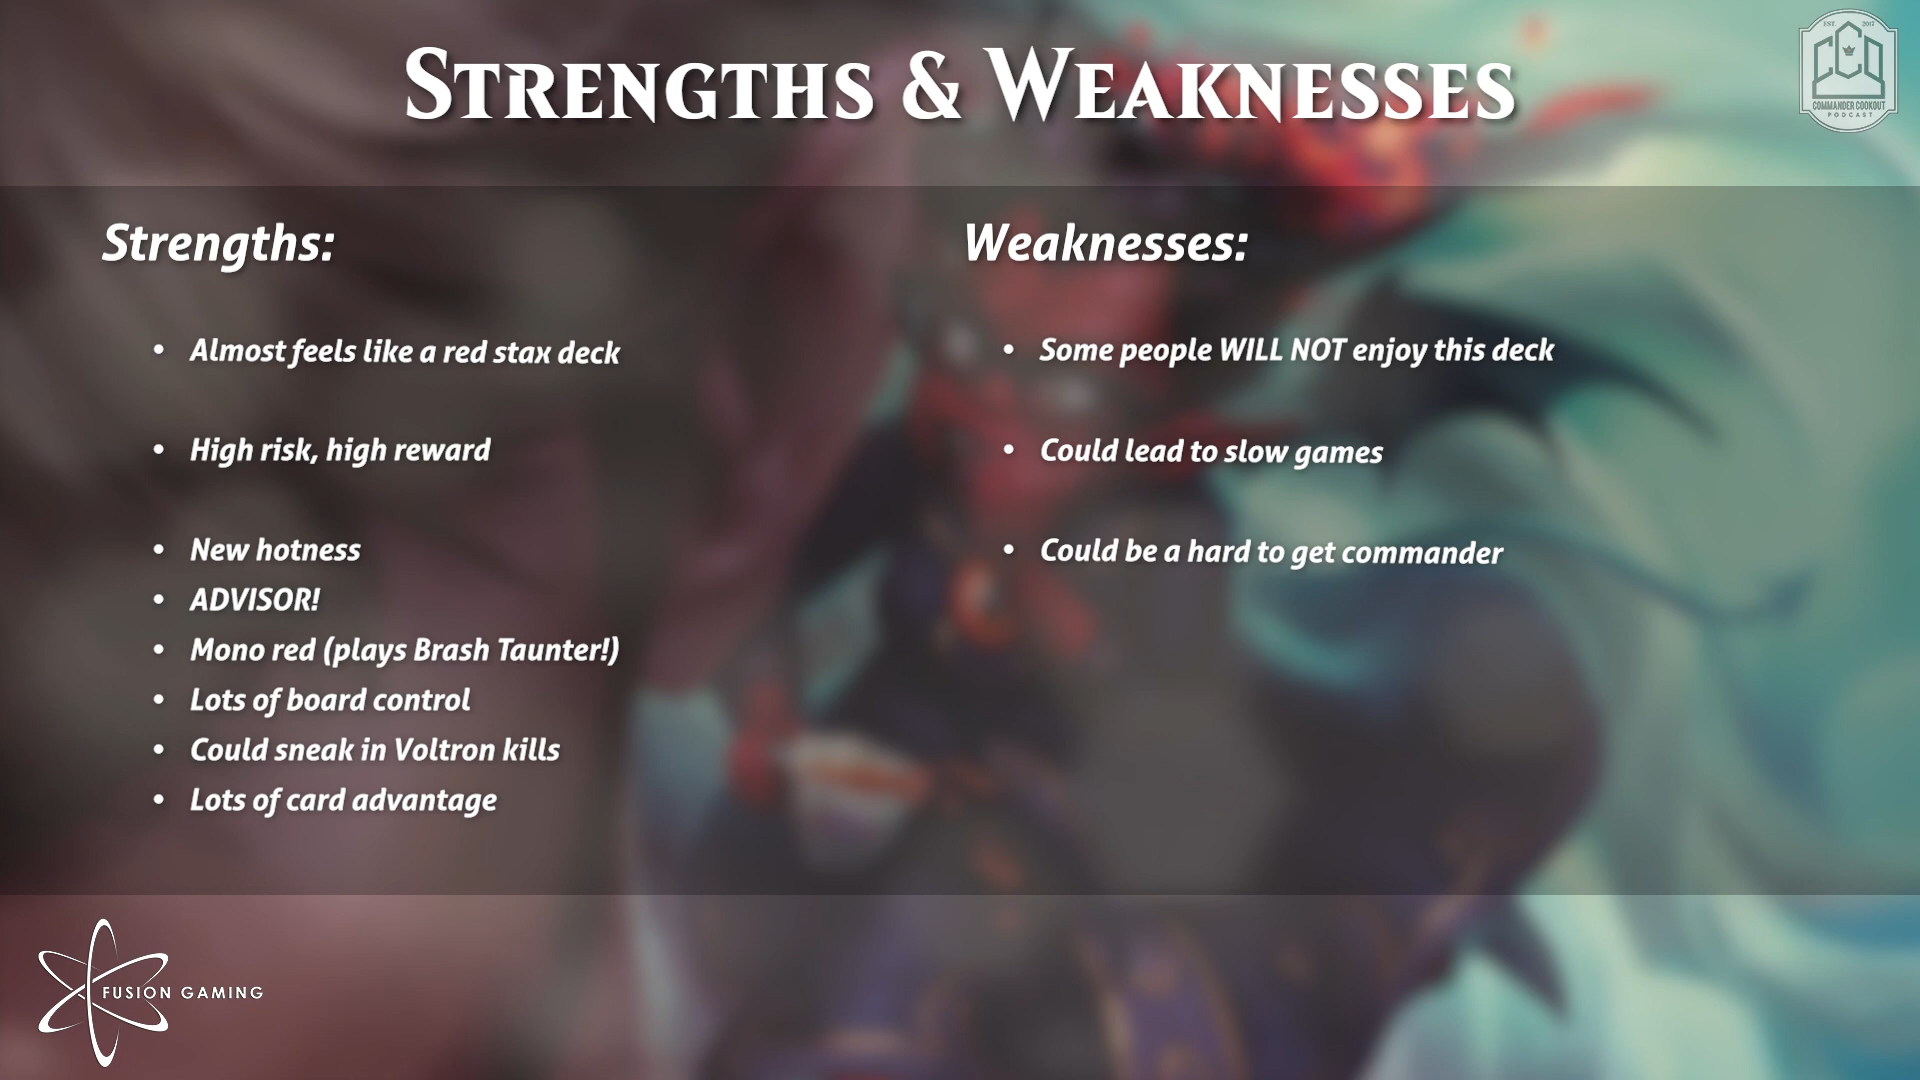 STRENGTHS & WEAKNESSES
EST. 2017
COMMANDER COOKOUT
PODCAST
Strengths:
• Almost feels like a red stax deck
• High risk, high reward
• New hotness
• ADVISOR!
• Mono red (plays Brash Taunter!)
• Lots of board control
• Could sneak in Voltron kills
• Lots of card advantage
Weaknesses:
• Some people WILL NOT enjoy this deck
• Could lead to slow games
• Could be a hard to get commander
FUSION GAMING